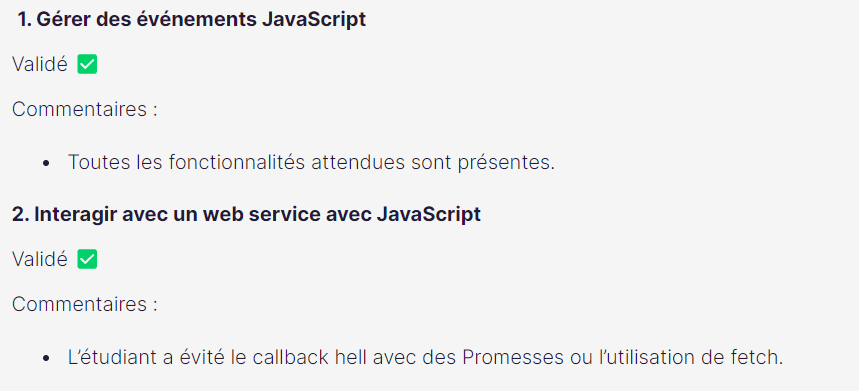 1. Gérer des événements JavaScript
Validé ✅
Commentaires :
• Toutes les fonctionnalités attendues sont présentes.
2. Interagir avec un web service avec JavaScript
Validé ✅
Commentaires :
• L’étudiant a évité le callback hell avec des Promesses ou l’utilisation de fetch.